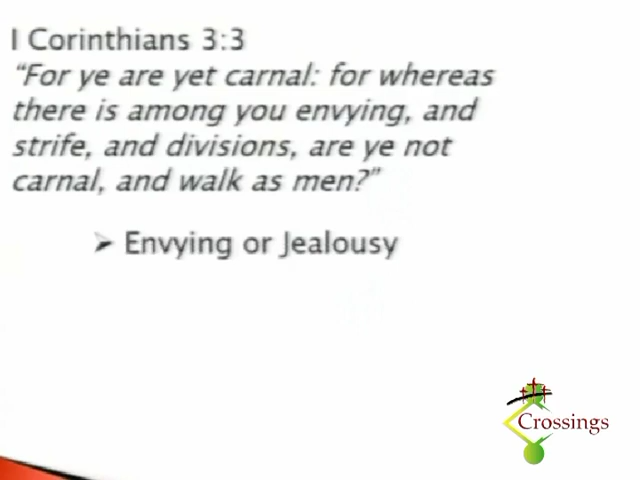 I Corinthians 3:3
“For ye are yet carnal: for whereas
there is among you envying, and
strife, and divisions, are ye not
carnal, and walk as men?”
➢ Envying or Jealousy
Crossings